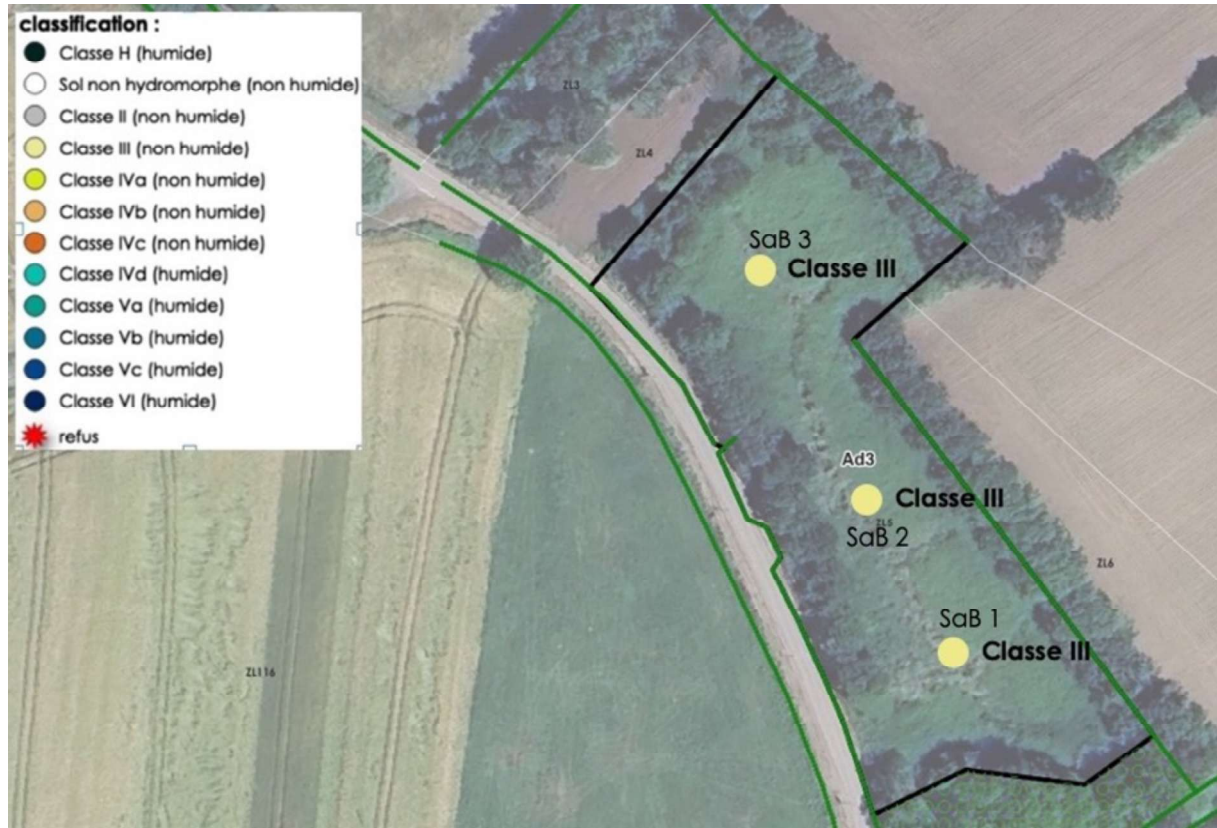 classification :
Classe H (humide)
Sol non hydromorphe (non humide)
Classe II (non humide)
Classe III (non humide)
Classe IVa (non humide)
Classe IVb (non humide)
Classe IVc (non humide)
Classe IVd (humide)
Classe Va (humide)
Classe Vb (humide)
Classe Vc (humide)
Classe VI (humide)
refus
ZL3
ZL4
SaB 3
Classe III
Ad3
Classe III
ZL5
SaB 2
ZL6
SaB 1
Classe III
ZL116